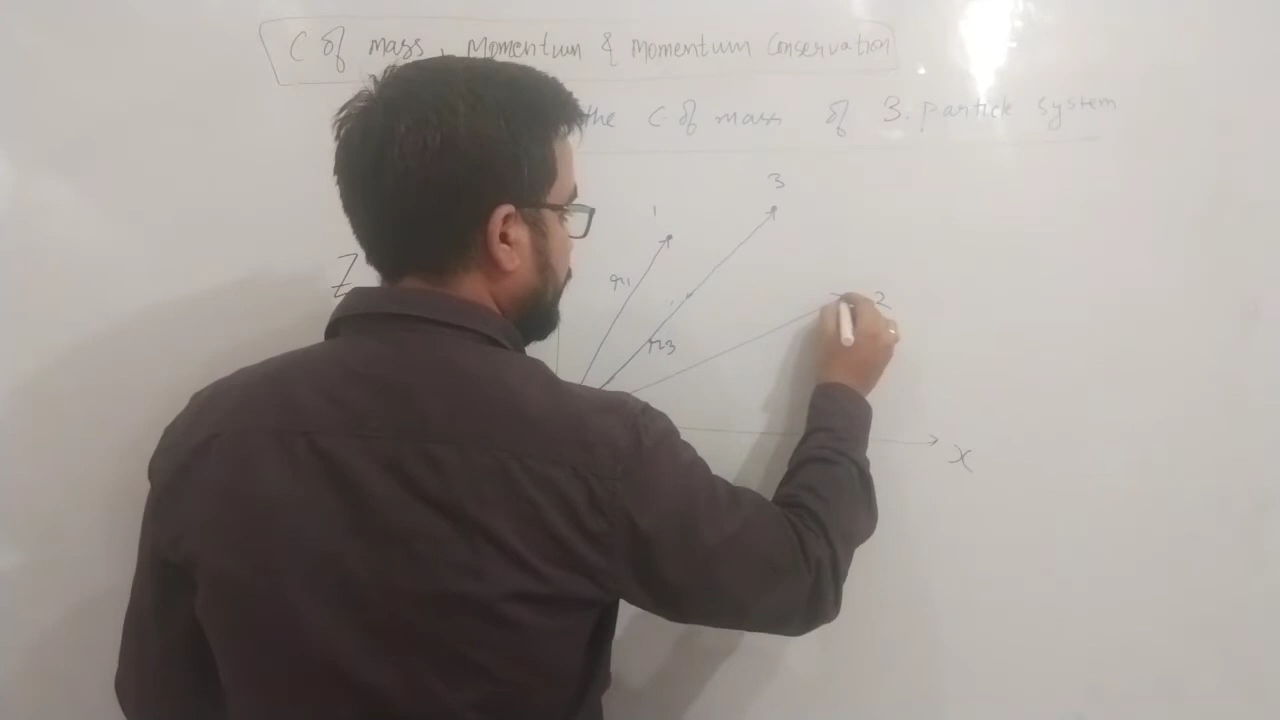 C of mass, Momentum & Momentum Conservation
the C. of mass of 3. particle system
3
1
Z
r1
2
r3
X